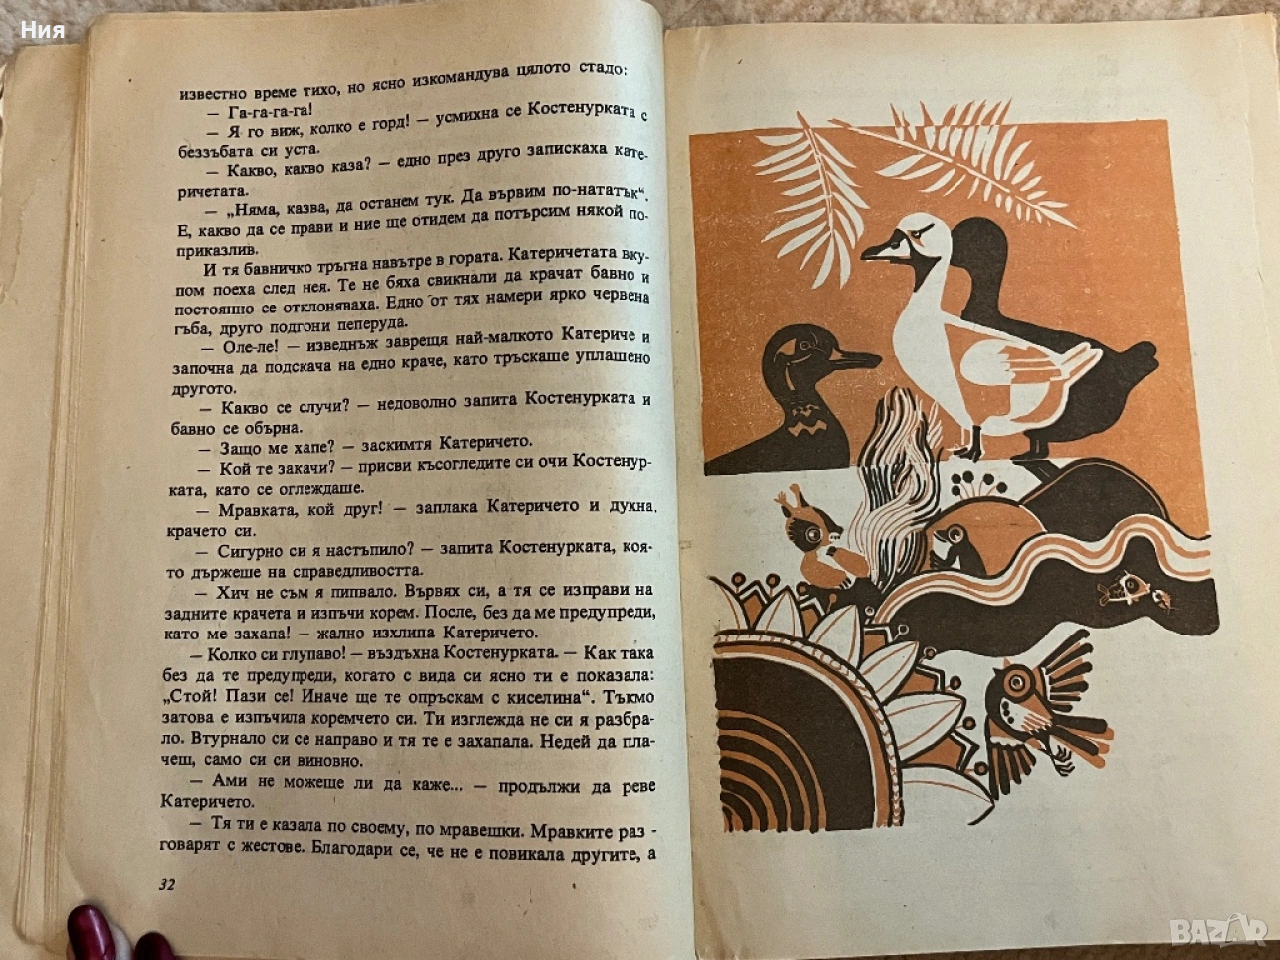 Ния
известно време тихо, но ясно изкомандува цялото стадо:
— Га-га-га-га!
— Я го виж, колко е горд! — усмихна се Костенурката с
беззъбата си уста.
— Какво, какво каза? — едно през друго запискаха кате-
ричетата.
— „Няма, казва, да останем тук. Да вървим по-нататък“.
Е, какво да се прави и ние ще отидем да потърсим някой по-
приказлив.
И тя бавничко тръгна навътре в гората. Катеричетата вку-
пом поеха след нея. Те не бяха свикнали да крачат бавно и
постоянно се отклоняваха. Едно от тях намери ярко червена
гъба, друго подгони пеперуда.
— Оле-ле! — изведнъж завреща най-малкото Катериче и
започна да подскача на едно краче, като тръскаше уплашено
другото.
— Какво се случи? — недоволно запита Костенурката и
бавно се обърна.
— Защо ме хапе? — заскимтя Катеричето.
— Кой те закачи? — присви късогледите си очи Костенур-
ката, като се оглеждаше.
— Мравката, кой друг! — заплака Катеричето и духна
крачето си.
— Сигурно си я настъпило? — запита Костенурката, коя-
то държеше на справедливостта.
— Хич не съм я пипвало. Вървях си, а тя се изправи на
задните крачета и изпъчи корем. После, без да ме предупреди,
като ме захапа! — жално изхлипа Катеричето.
— Колко си глупаво! — въздъхна Костенурката. — Как така
без да те предупреди, когато с вида си ясно ти е показала:
„Стой! Пази се! Иначе ще те опръскам с киселина“. Тъкмо
затова е изпъчила коремчето си. Ти изглежда не си я разбра-
ло. Втурнало си се направо и тя те е захапала. Недей да пла-
чеш, само си си виновно.
— Ами не можеше ли да каже... — продължи да реве
Катеричето.
— Тя ти е казала по своему, по мравешки. Мравките раз-
говарят с жестове. Благодари се, че не е повикала другите, а
32
BAZAR